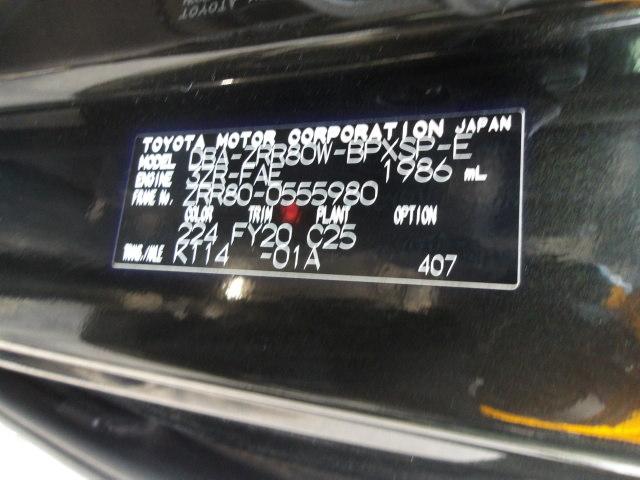 TOYOTA MOTOR CORPORATION JAPAN
MODEL DBA-ZRR80W-BPXSP-E
ENGINE 3ZR-FAE 1986 mL
FRAME No. ZRR80-0555980
COLOR TRIM PLANT OPTION
224 FY20 C25
TRANS./AXLE K114 -01A 407